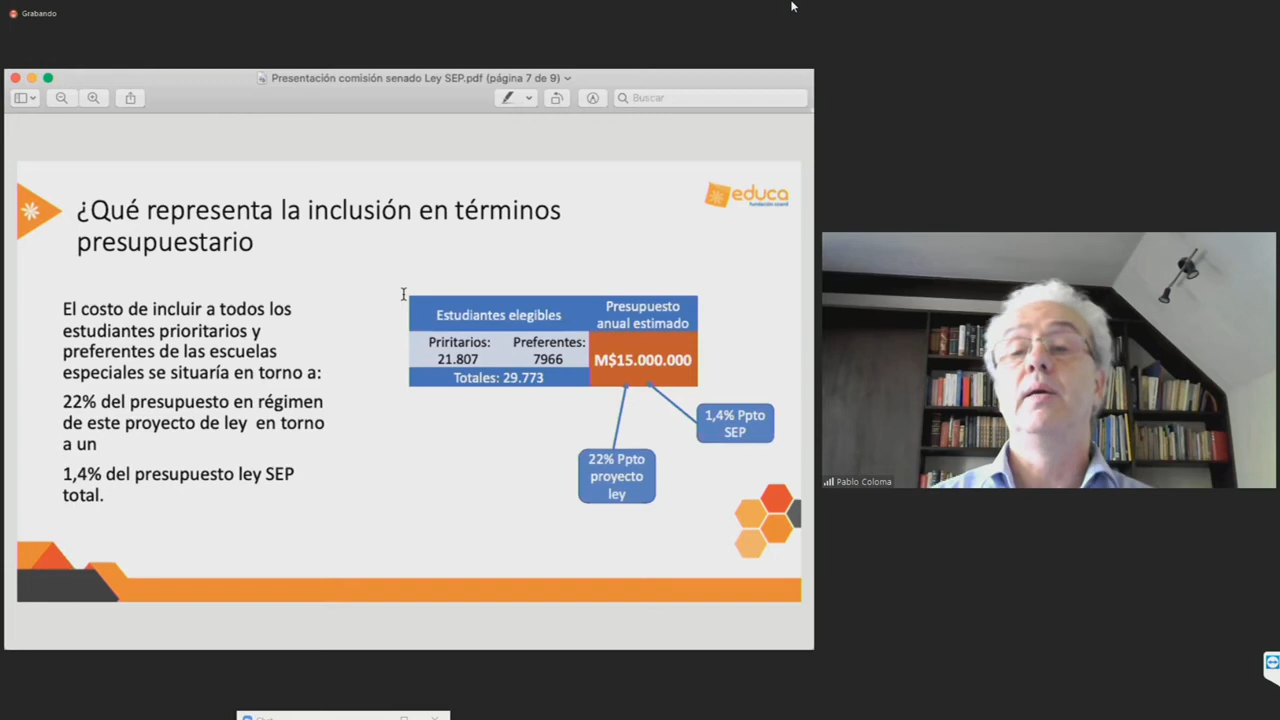 Grabando
Presentación comisión senado Ley SEP.pdf (página 7 de 9)
Buscar
educa
fundación coard
¿Qué representa la inclusión en términos
presupuestario
El costo de incluir a todos los
estudiantes prioritarios y
preferentes de las escuelas
especiales se situaría en torno a:
22% del presupuesto en régimen
de este proyecto de ley en torno
a un
1,4% del presupuesto ley SEP
total.
Estudiantes elegibles
Presupuesto
anual estimado
Priritarios:
21.807
Preferentes:
7966
M$15.000.000
Totales: 29.773
1,4% Ppto
SEP
22% Ppto
proyecto
ley
Pablo Coloma